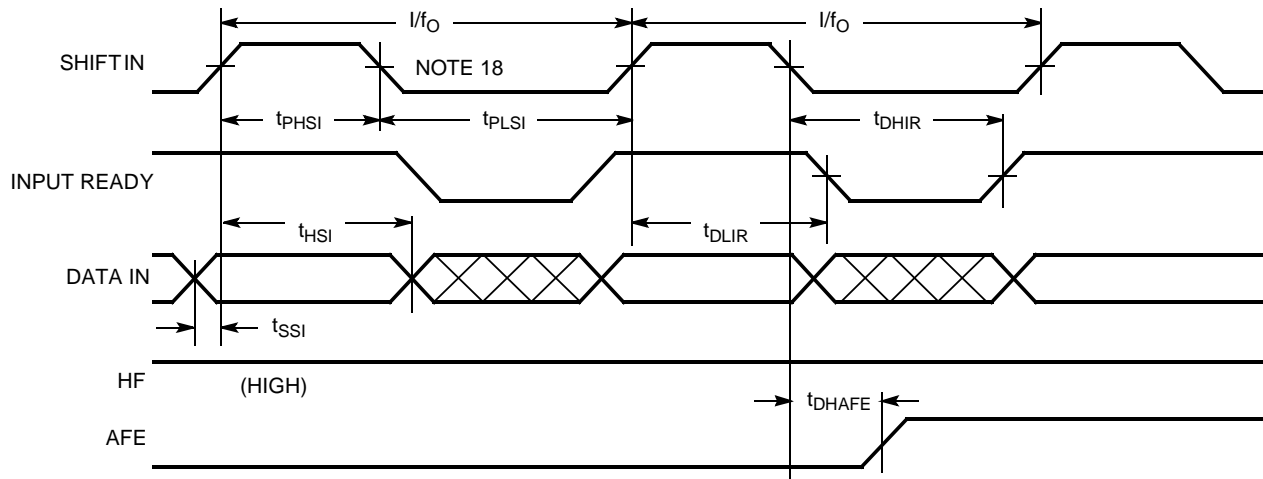 I/fO I/fO
SHIFT IN NOTE 18
tPHSI tPLSI tDHIR
INPUT READY
tHSI tDLIR
DATA IN
tSSI
HF (HIGH)
tDHAFE
AFE